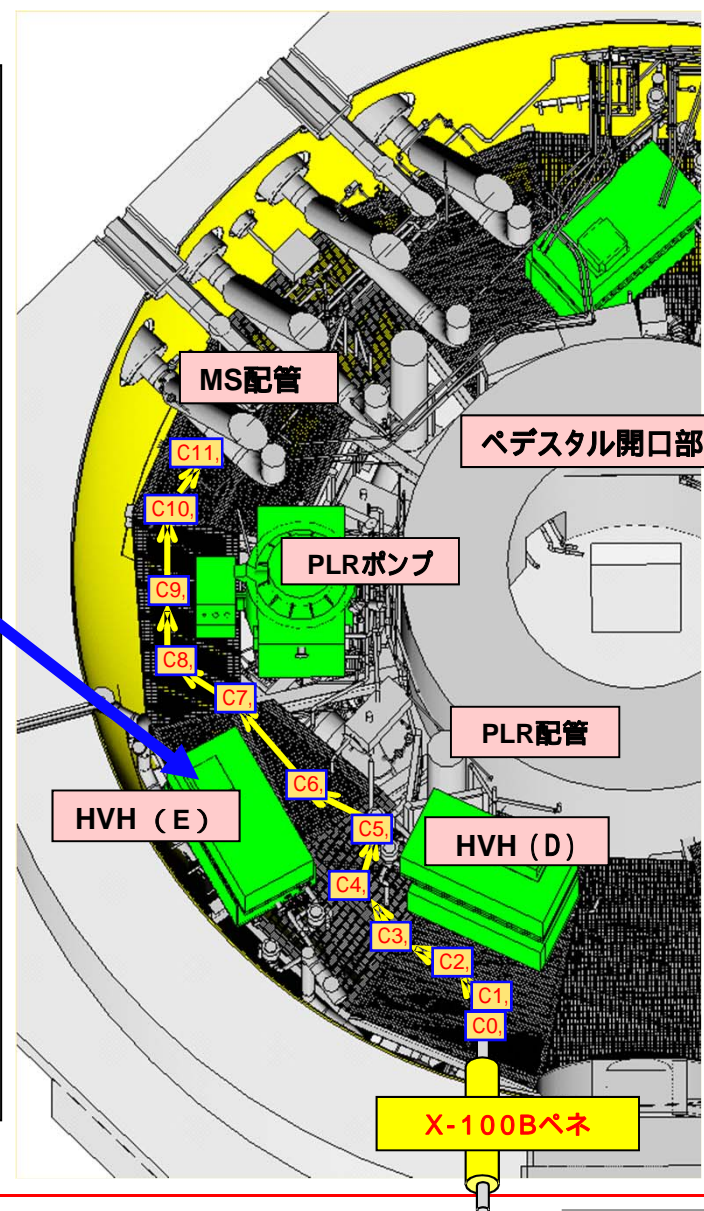 MS配管
ペデスタル開口部
C11,
C10,
PLRポンプ
C9,
C8,
C7,
PLR配管
C6,
HVH（E）
C5,
HVH（D）
C4,
C3,
C2,
C1,
C0,
X-100Bペネ